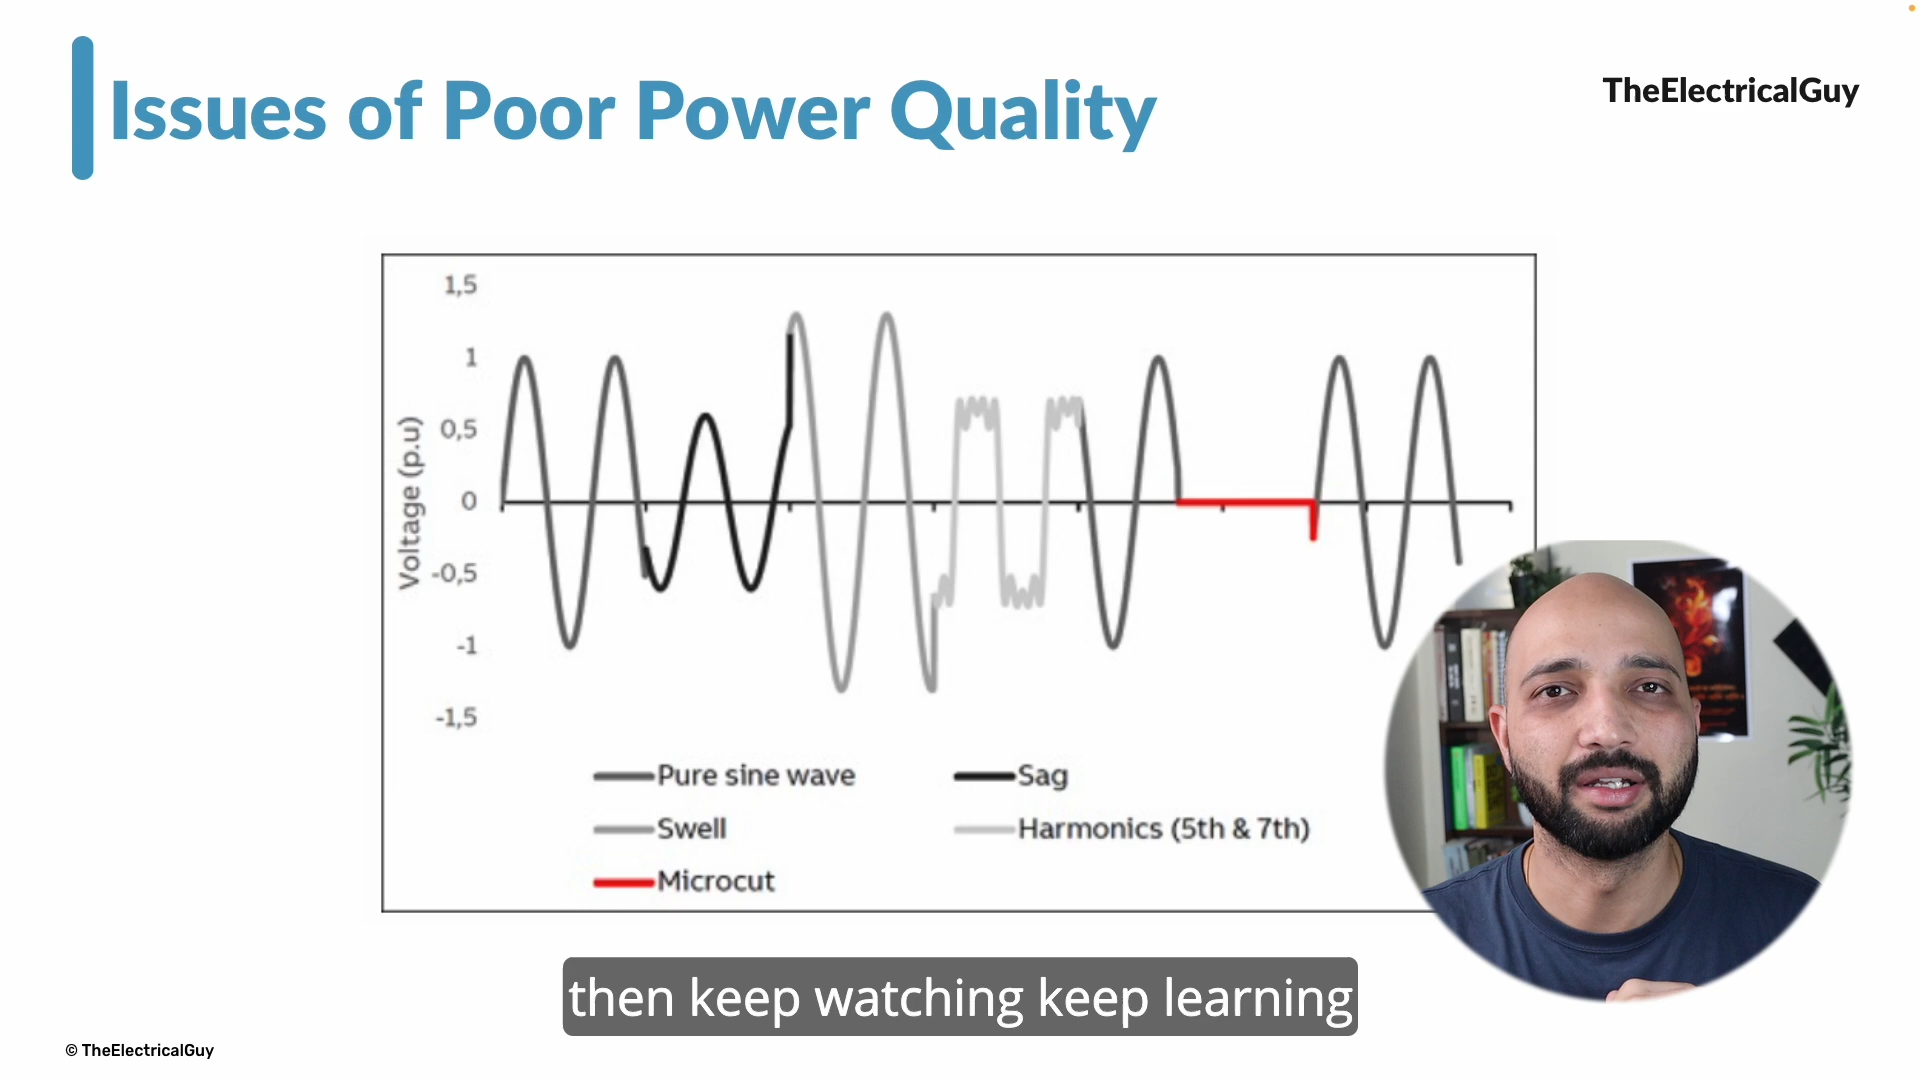 Issues of Poor Power Quality
TheElectricalGuy
1,5
1
0,5
0
-0,5
-1
-1,5
Voltage (p.u)
Pure sine wave
Sag
Swell
Harmonics (5th & 7th)
Microcut
then keep watching keep learning
© TheElectricalGuy